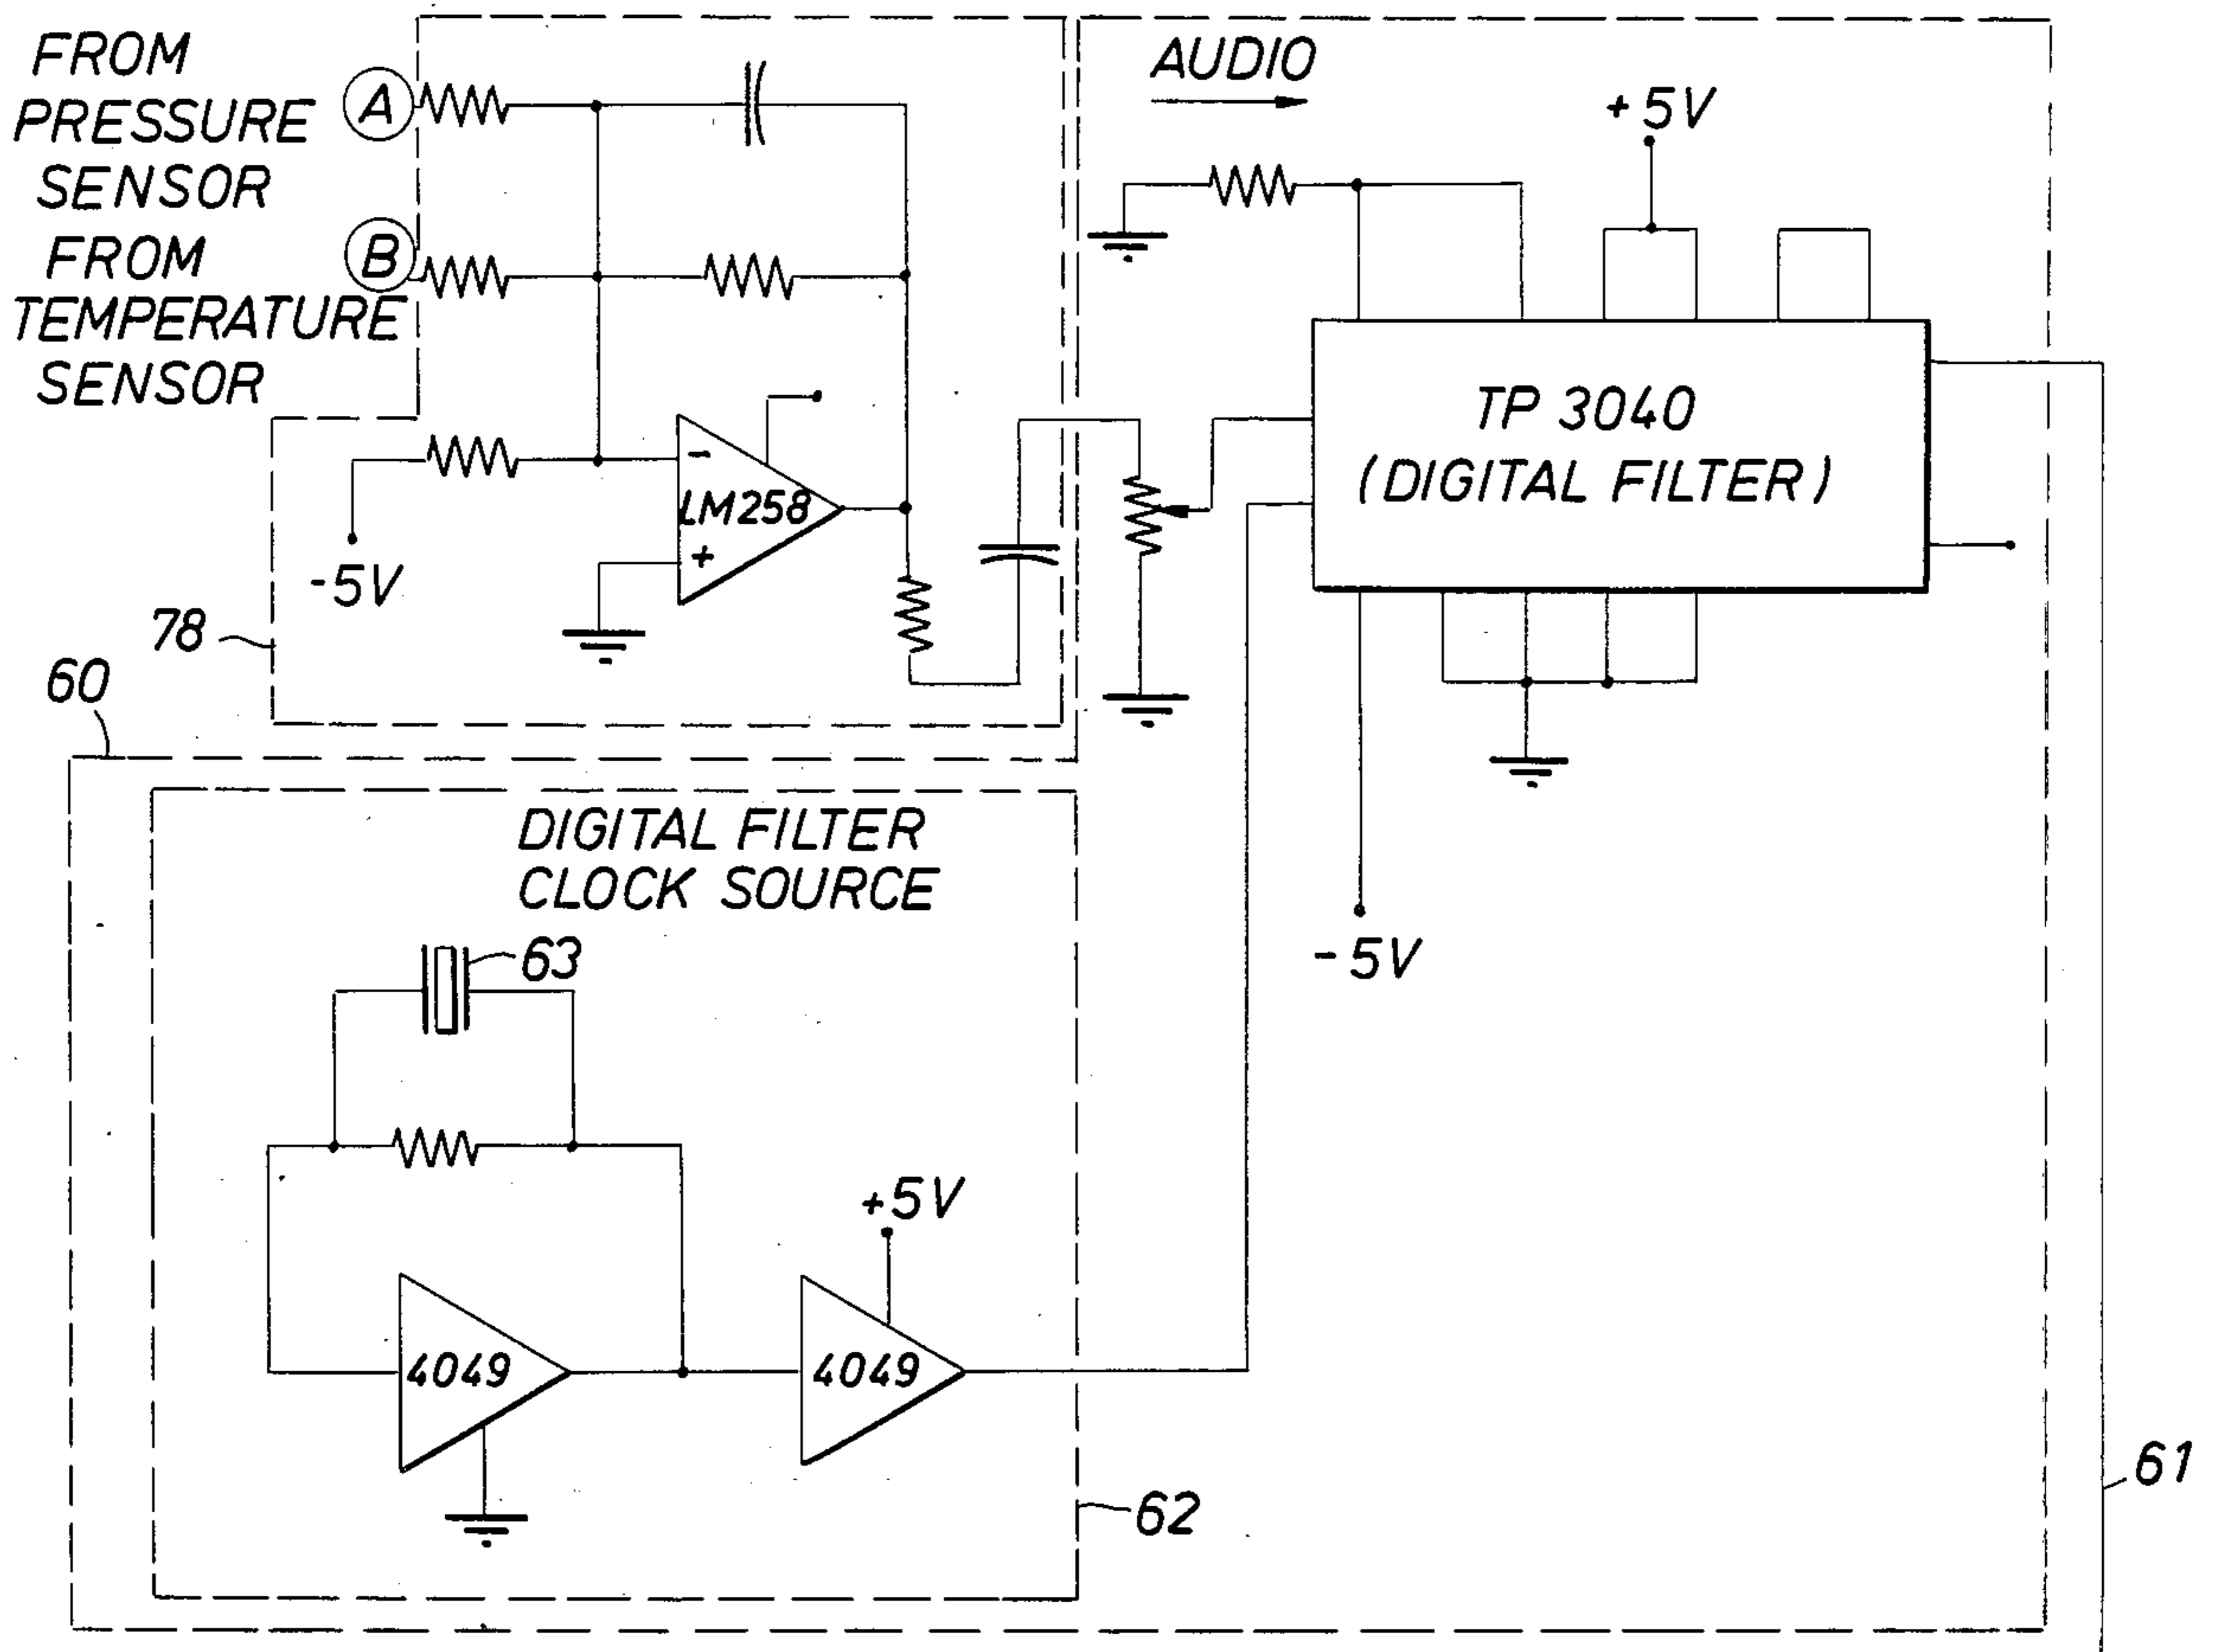 FROM
PRESSURE
SENSOR
A
FROM
TEMPERATURE
SENSOR
B
AUDIO
+5V
TP 3040
(DIGITAL FILTER)
-
LM258
+
-5V
78
60
-5V
DIGITAL FILTER
CLOCK SOURCE
63
+5V
4049
4049
62
61